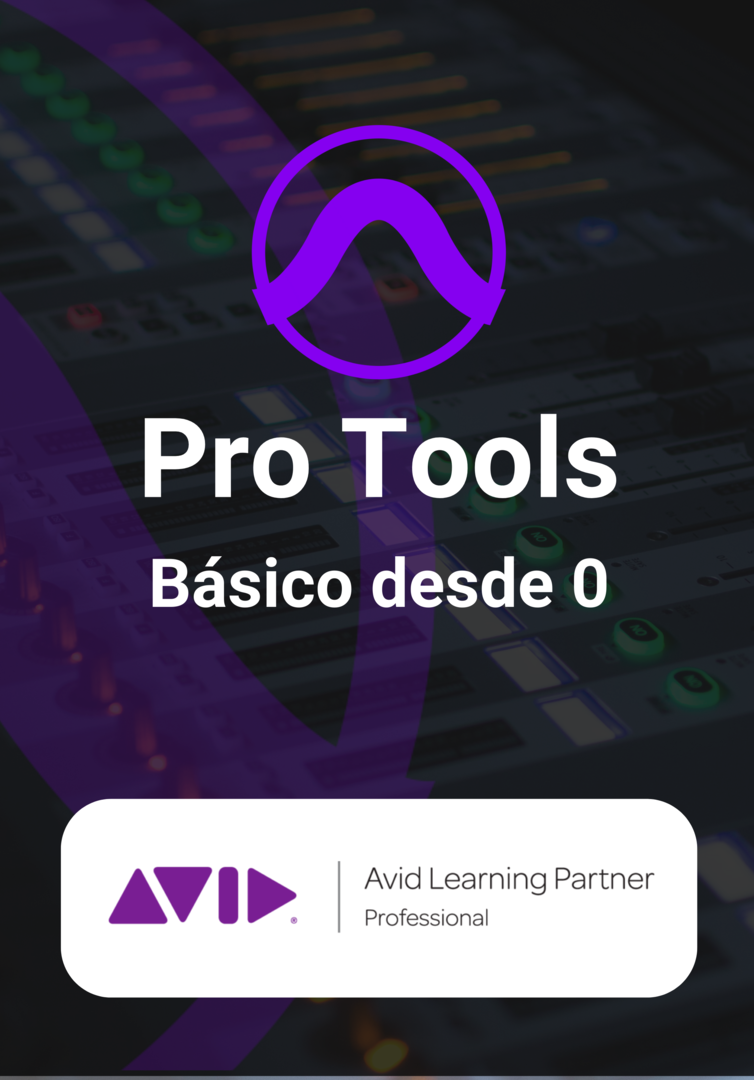 Pro Tools
Básico desde 0
AVID®
Avid Learning Partner
Professional